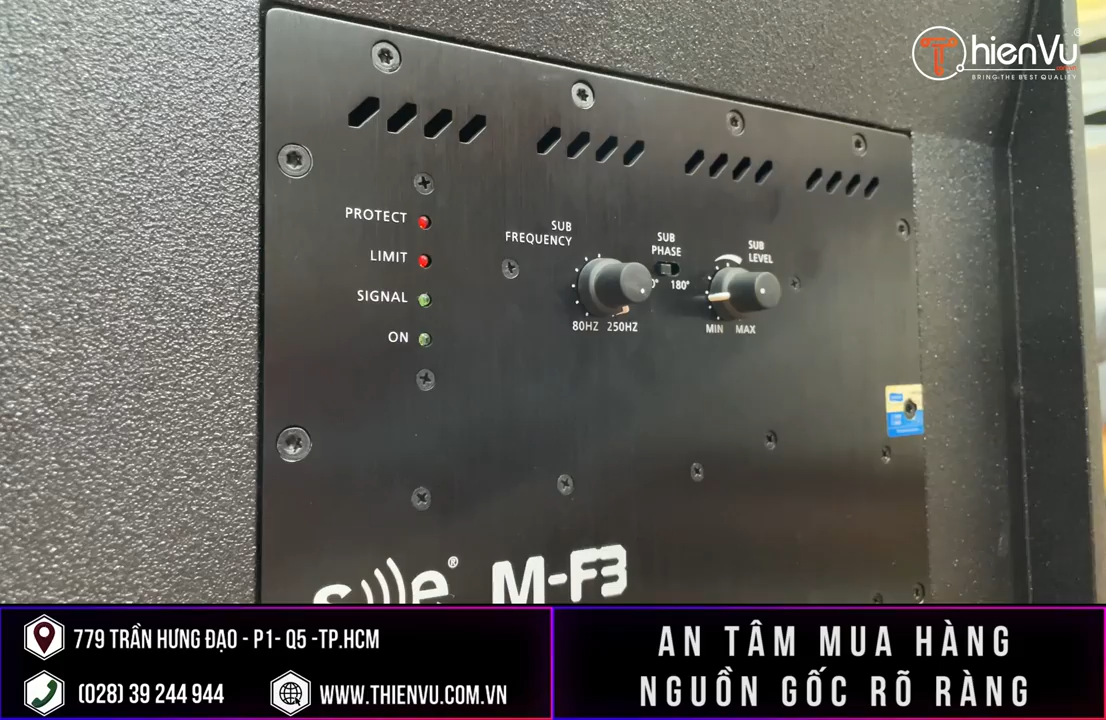 ThienVu®
.com.vn
BRING THE BEST QUALITY
PROTECT
LIMIT
SIGNAL
ON
SUB
FREQUENCY
80HZ 250HZ
SUB
PHASE
0° 180°
SUB
LEVEL
MIN MAX
® M-F3
779 TRẦN HƯNG ĐẠO - P1- Q5 -TP.HCM
(028) 39 244 944
WWW.THIENVU.COM.VN
AN TÂM MUA HÀNG
NGUỒN GỐC RÕ RÀNG